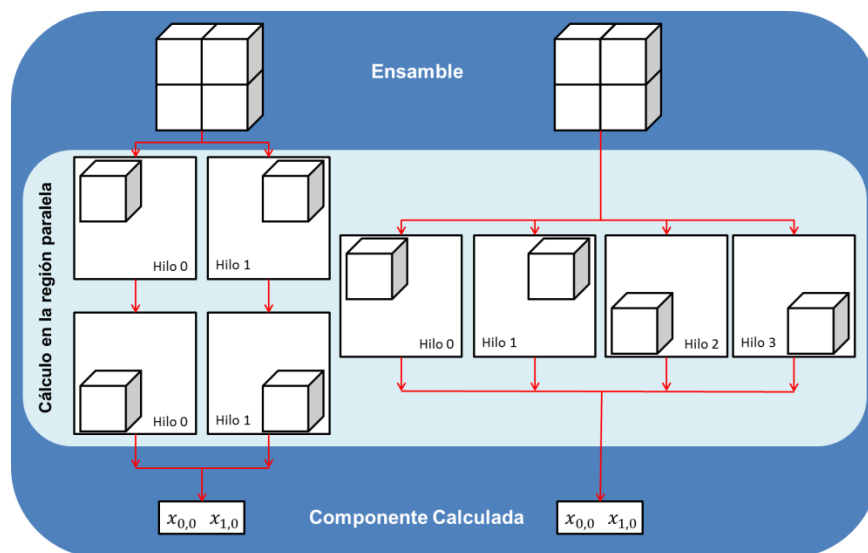 Ensamble
Cálculo en la región paralela
Hilo 0
Hilo 1
Hilo 0
Hilo 1
Hilo 0
Hilo 1
Hilo 2
Hilo 3
Componente Calculada
x₀,₀ x₁,₀
x₀,₀ x₁,₀